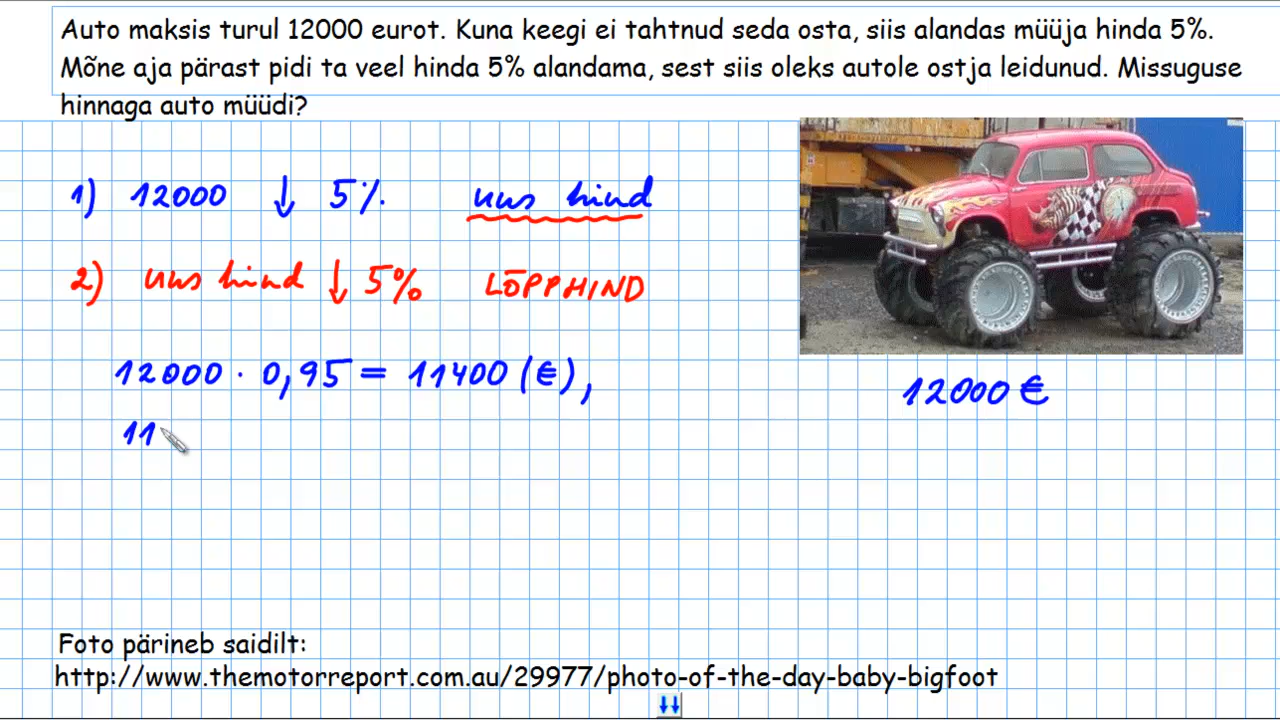 Auto maksis turul 12000 eurot. Kuna keegi ei tahtnud seda osta, siis alandas müüja hinda 5%.
Mõne aja pärast pidi ta veel hinda 5% alandama, sest siis oleks autole ostja leidunud. Missuguse
hinnaga auto müüdi?
1) 12000 ↓ 5% uus hind
2) uus hind ↓ 5% LÕPPHIND
12000 · 0,95 = 11400 (€),
12000 €
11
Foto pärineb saidilt:
http://www.themotorreport.com.au/29977/photo-of-the-day-baby-bigfoot